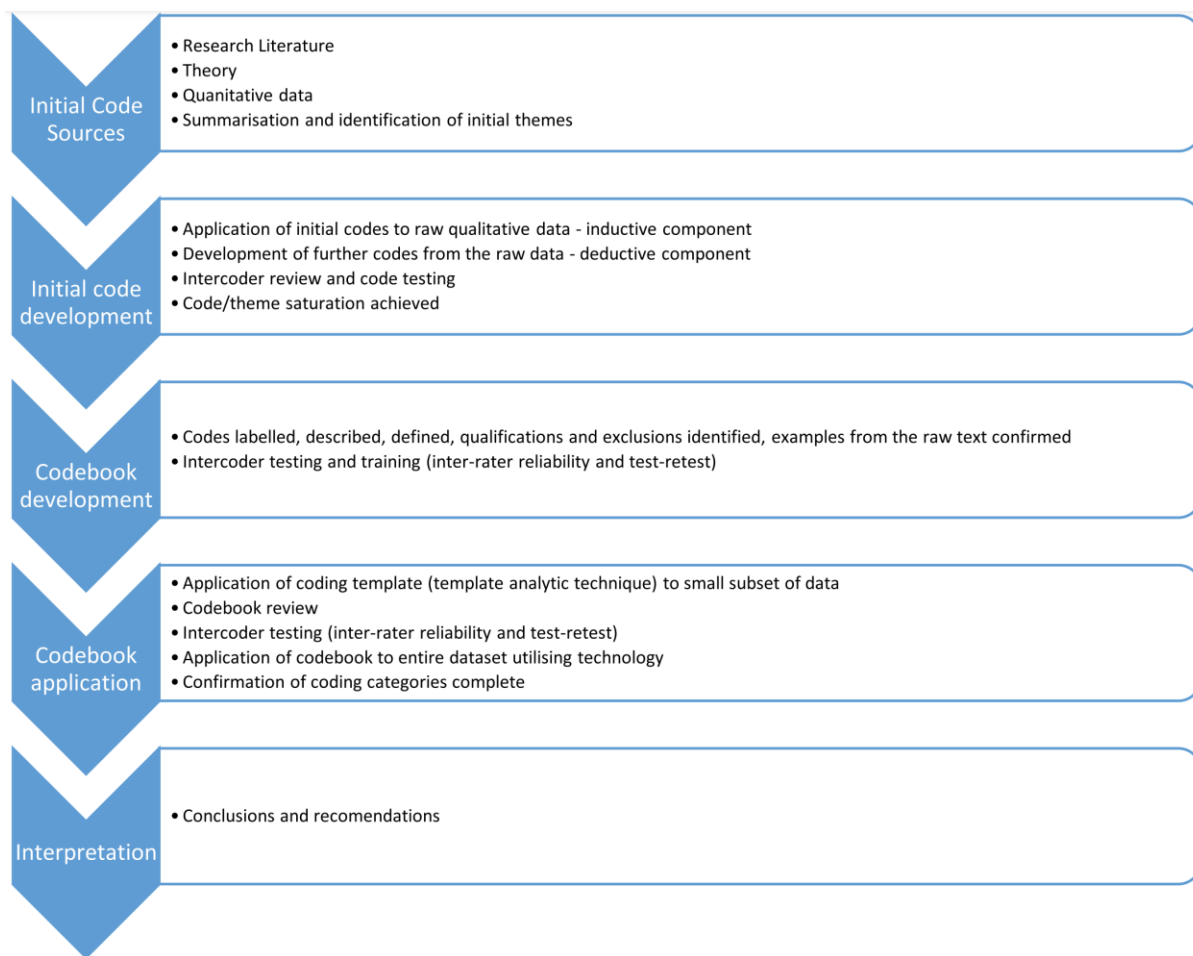 Initial Code
Sources
• Research Literature
• Theory
• Quanitative data
• Summarisation and identification of initial themes
Initial code
development
• Application of initial codes to raw qualitative data - inductive component
• Development of further codes from the raw data - deductive component
• Intercoder review and code testing
• Code/theme saturation achieved
Codebook
development
• Codes labelled, described, defined, qualifications and exclusions identified, examples from the raw text confirmed
• Intercoder testing and training (inter-rater reliability and test-retest)
Codebook
application
• Application of coding template (template analytic technique) to small subset of data
• Codebook review
• Intercoder testing (inter-rater reliability and test-retest)
• Application of codebook to entire dataset utilising technology
• Confirmation of coding categories complete
Interpretation
• Conclusions and recomendations